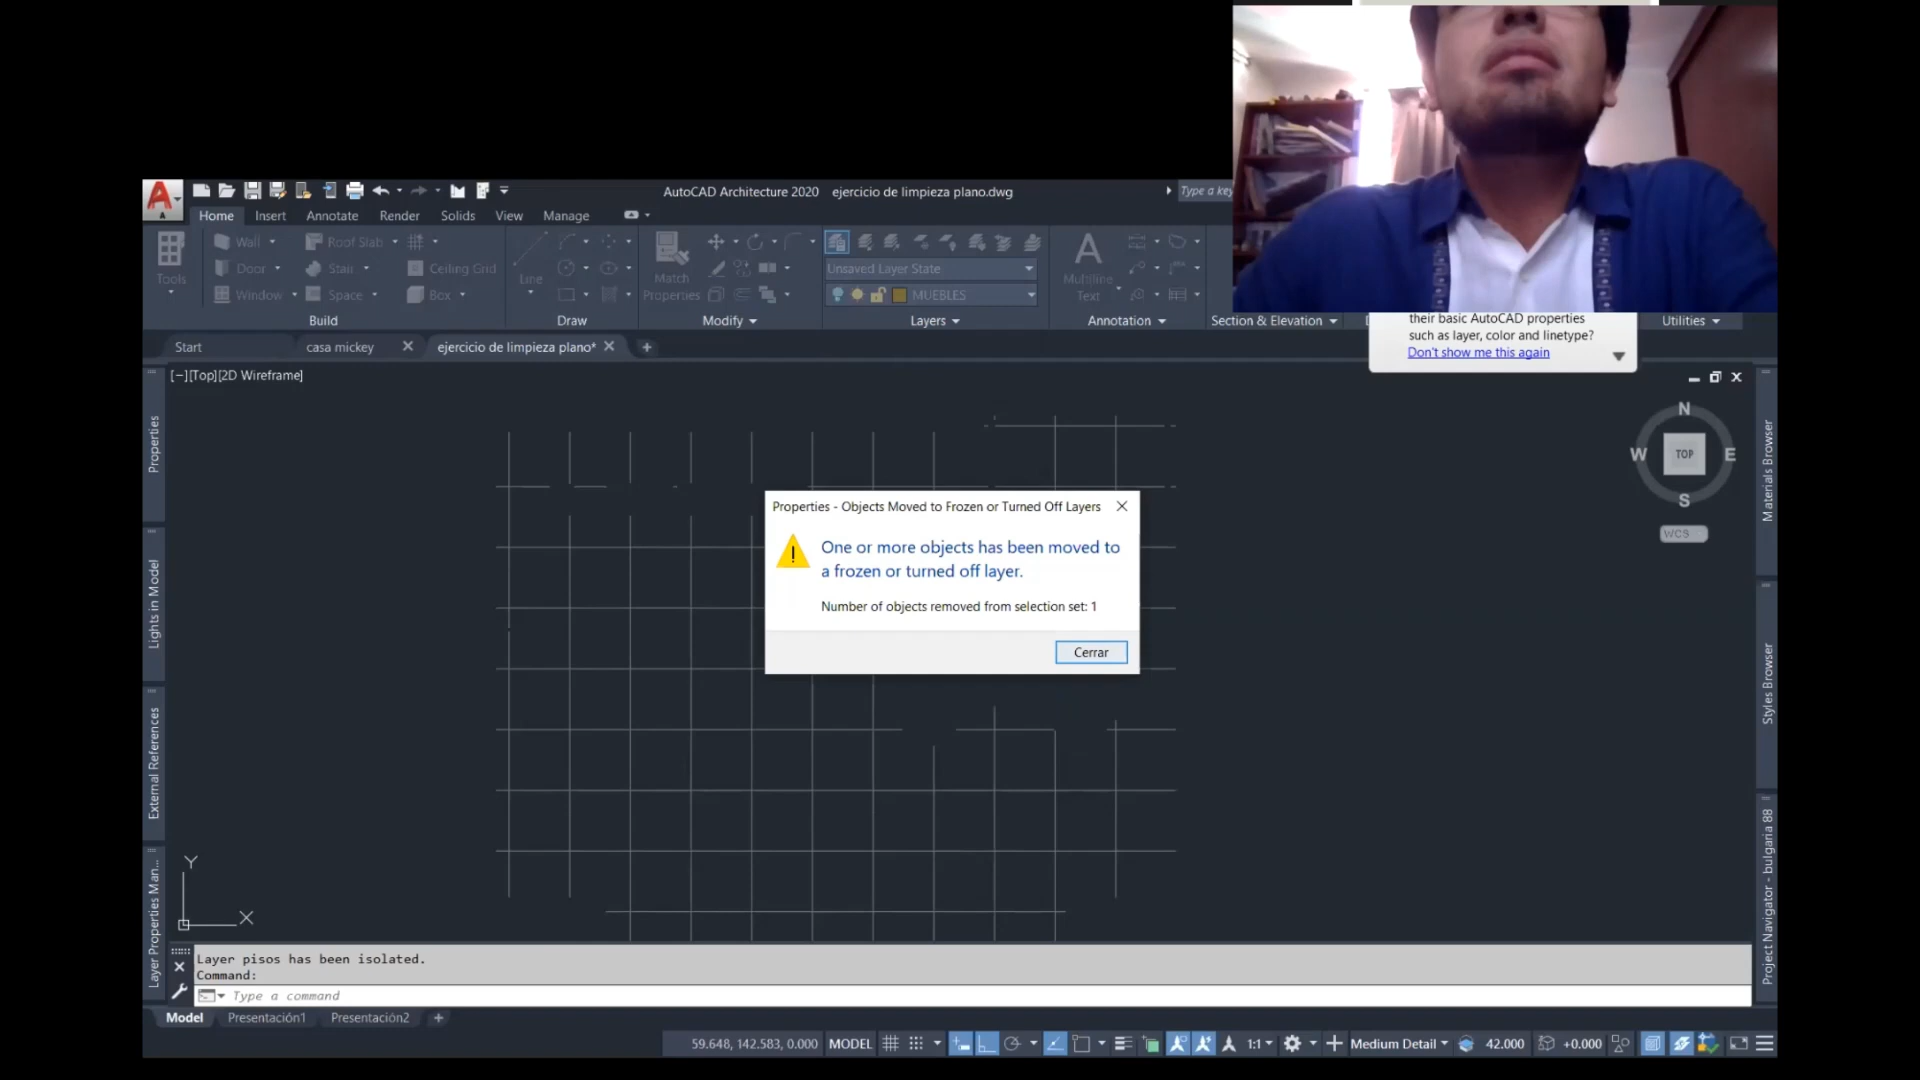 AutoCAD Architecture 2020 ejercicio de limpieza plano.dwg
Type a key
Home Insert Annotate Render Solids View Manage
Tools
Wall
Door
Window
Roof Slab
Stair
Space
Ceiling Grid
Box
Line
Match
Properties
Unsaved Layer State
MUEBLES
Multiline
Text
Build Draw Modify Layers Annotation Section & Elevation Utilities
their basic AutoCAD properties
such as layer, color and linetype?
Don't show me this again
Start casa mickey ejercicio de limpieza plano*
[−][Top][2D Wireframe]
Properties
Lights in Model
External References
Layer Properties Man...
N
W TOP E
S
WCS
Materials Browser
Styles Browser
Project Navigator - bulgaria 88
Properties - Objects Moved to Frozen or Turned Off Layers
One or more objects has been moved to
a frozen or turned off layer.
Number of objects removed from selection set: 1
Cerrar
Y
X
Layer pisos has been isolated.
Command:
Type a command
Model Presentación1 Presentación2
59.648, 142.583, 0.000 MODEL 1:1 Medium Detail 42.000 +0.000